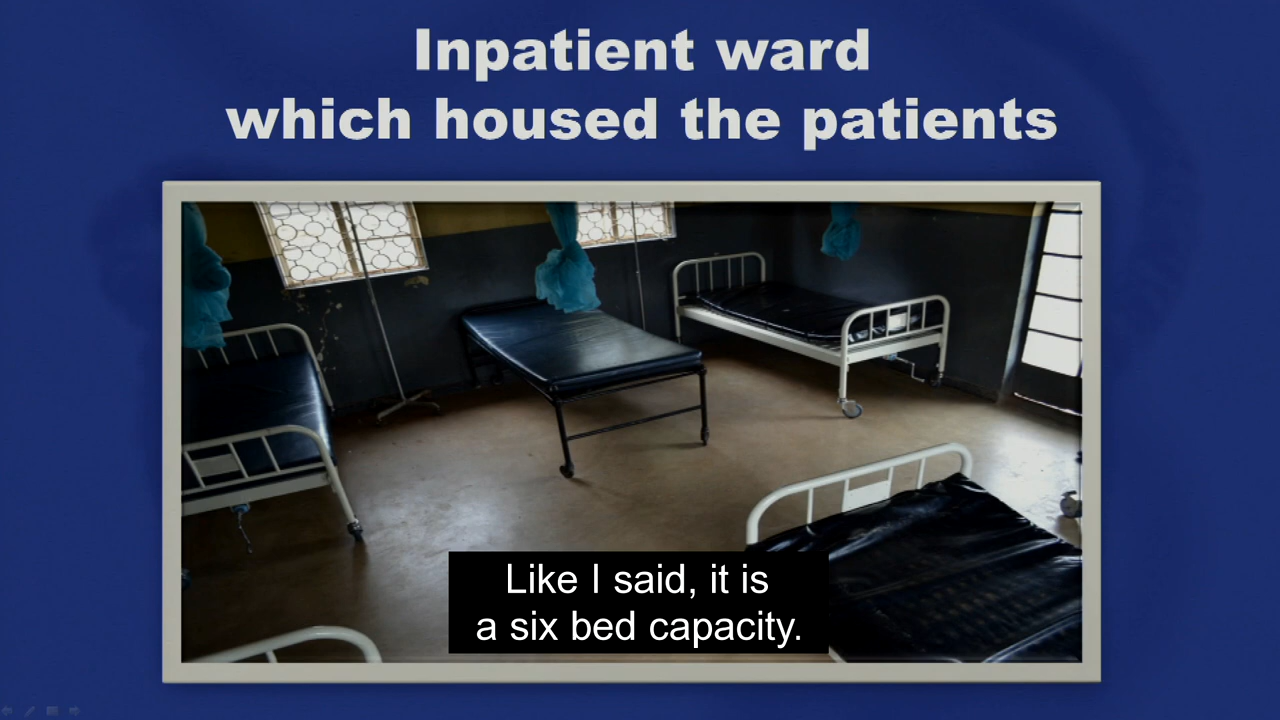 Inpatient ward
which housed the patients
Like I said, it is
a six bed capacity.